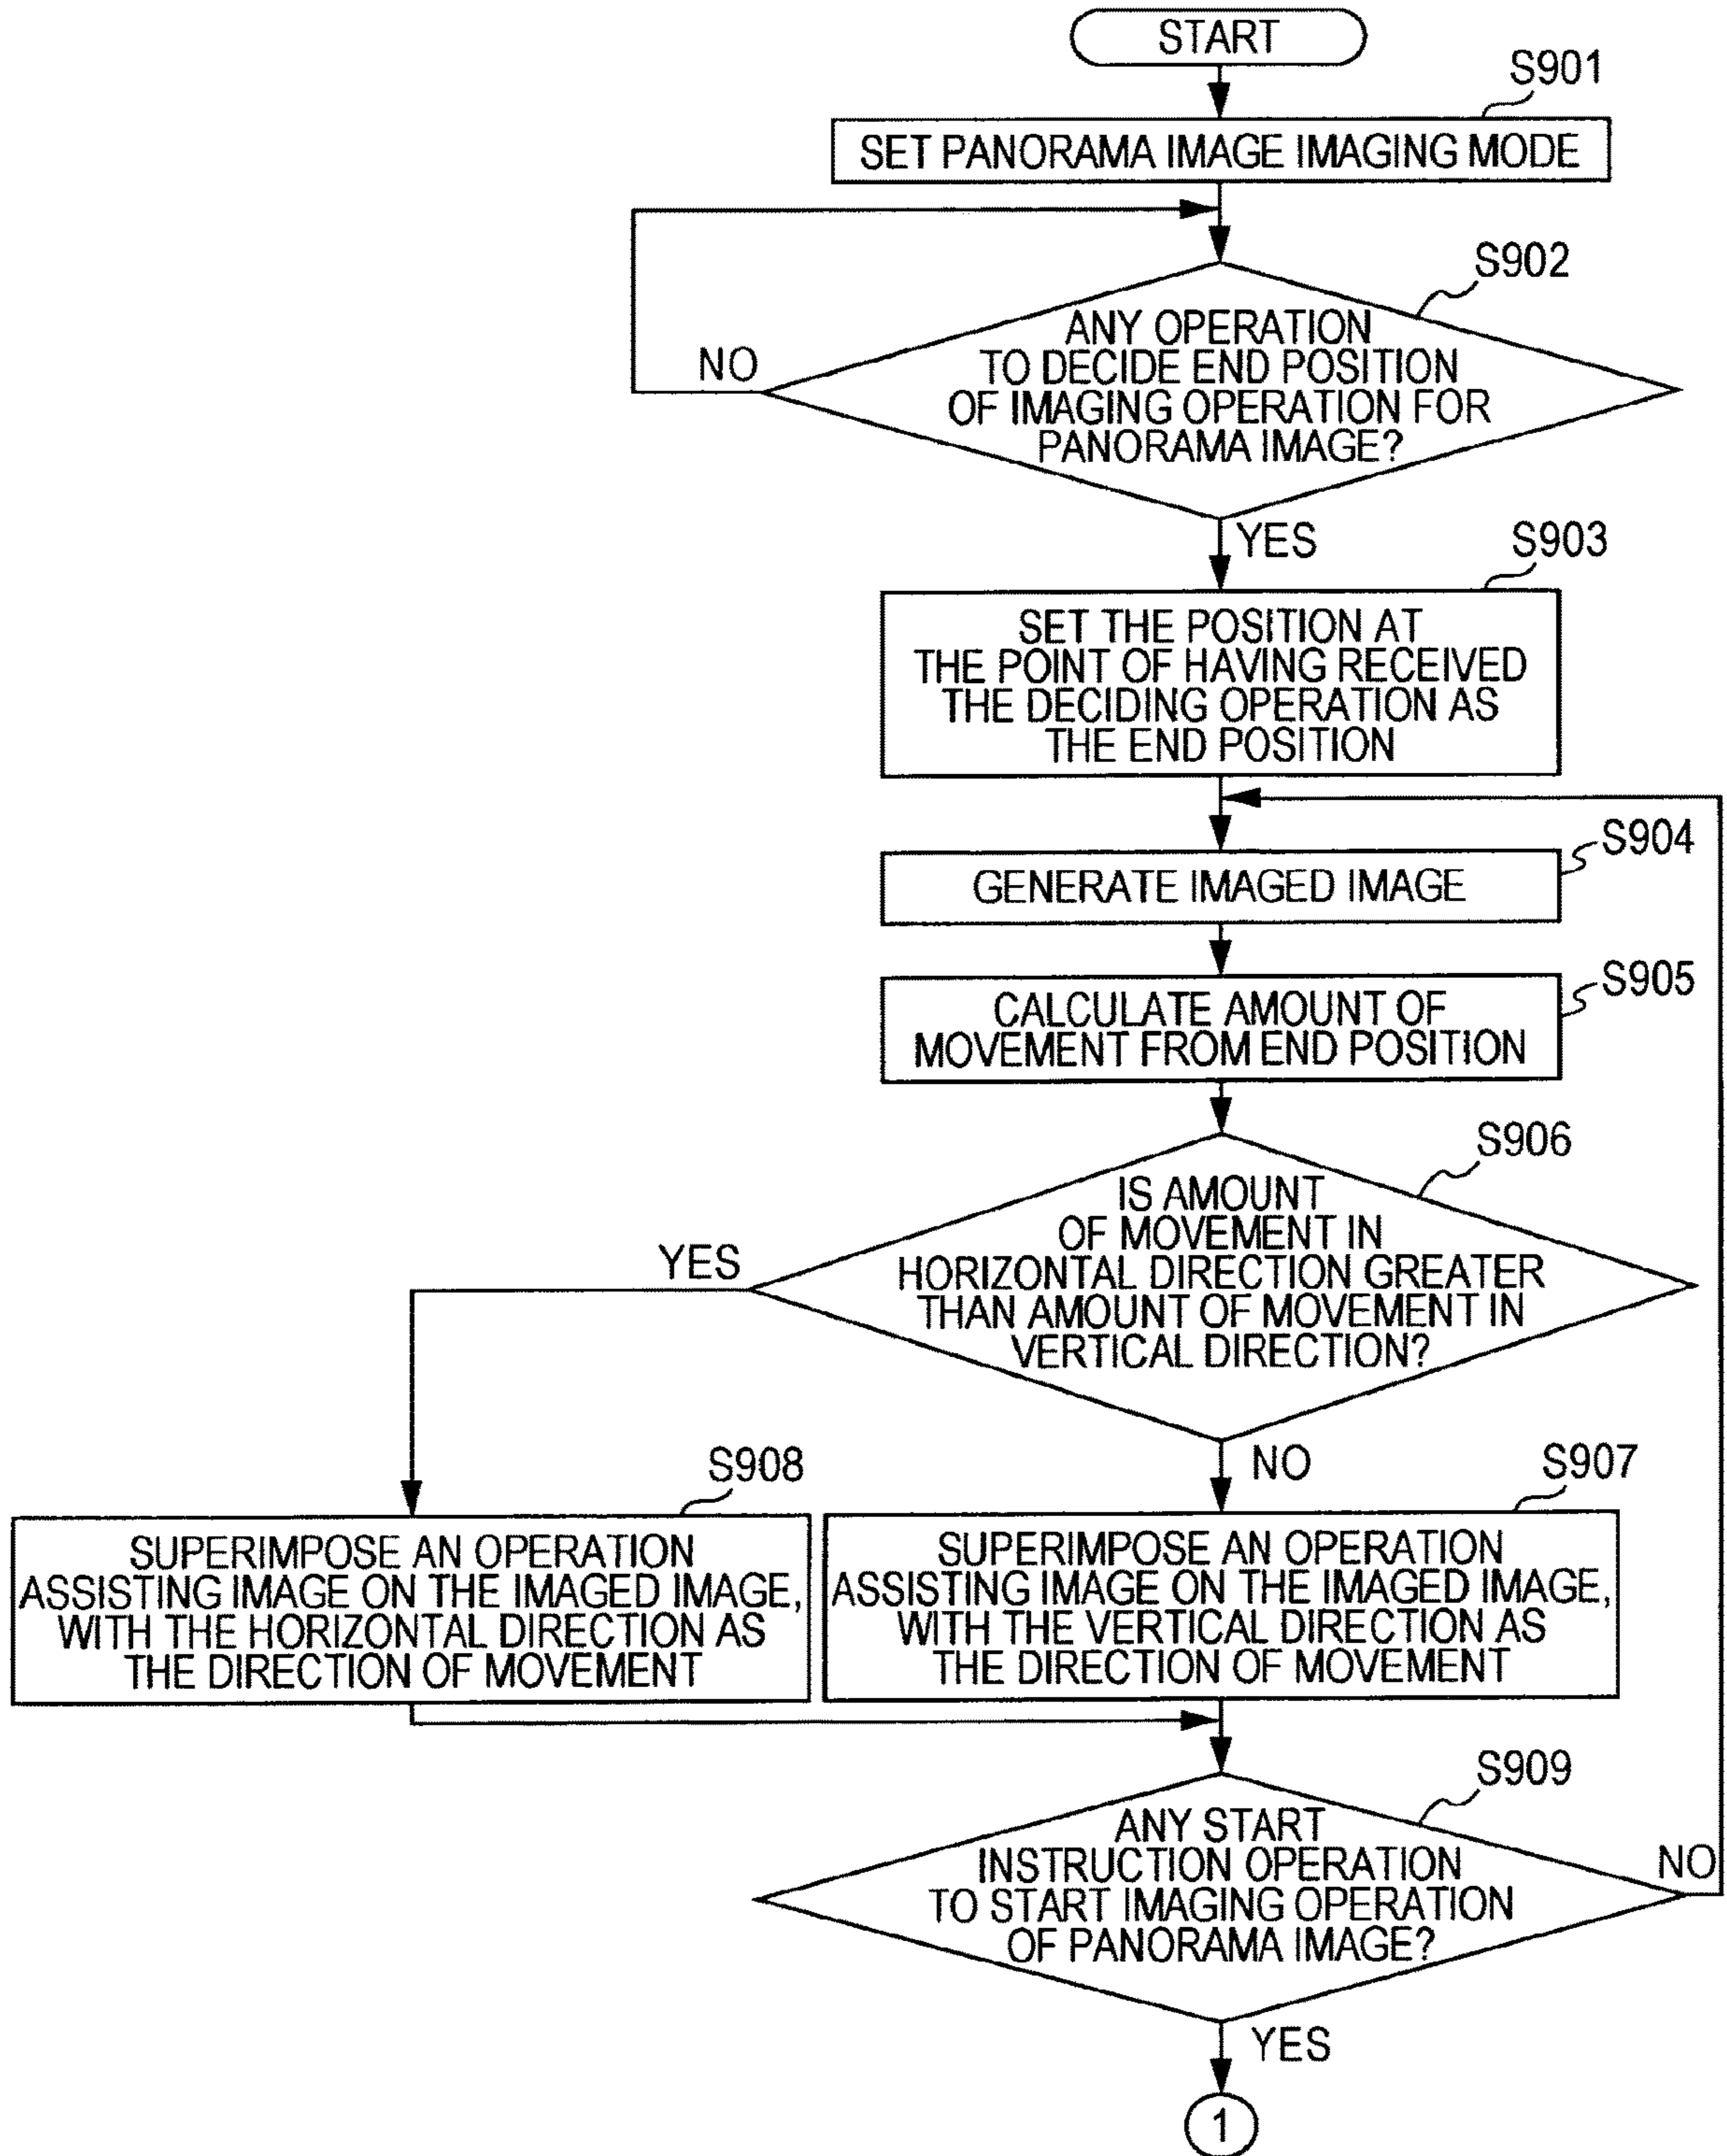 START
S901
SET PANORAMA IMAGE IMAGING MODE
S902
ANY OPERATION
TO DECIDE END POSITION
OF IMAGING OPERATION FOR
PANORAMA IMAGE?
NO
YES
S903
SET THE POSITION AT
THE POINT OF HAVING RECEIVED
THE DECIDING OPERATION AS
THE END POSITION
S904
GENERATE IMAGED IMAGE
S905
CALCULATE AMOUNT OF
MOVEMENT FROM END POSITION
S906
IS AMOUNT
OF MOVEMENT IN
HORIZONTAL DIRECTION GREATER
THAN AMOUNT OF MOVEMENT IN
VERTICAL DIRECTION?
YES
NO
S908
SUPERIMPOSE AN OPERATION
ASSISTING IMAGE ON THE IMAGED IMAGE,
WITH THE HORIZONTAL DIRECTION AS
THE DIRECTION OF MOVEMENT
S907
SUPERIMPOSE AN OPERATION
ASSISTING IMAGE ON THE IMAGED IMAGE,
WITH THE VERTICAL DIRECTION AS
THE DIRECTION OF MOVEMENT
S909
ANY START
INSTRUCTION OPERATION
TO START IMAGING OPERATION
OF PANORAMA IMAGE?
NO
YES
1